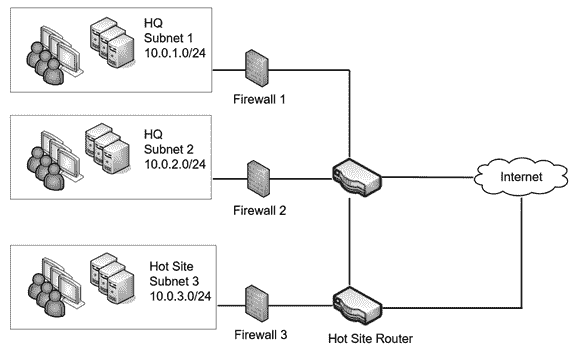 HQ
Subnet 1
10.0.1.0/24
Firewall 1
HQ
Subnet 2
10.0.2.0/24
Firewall 2
Internet
Hot Site
Subnet 3
10.0.3.0/24
Firewall 3
Hot Site Router